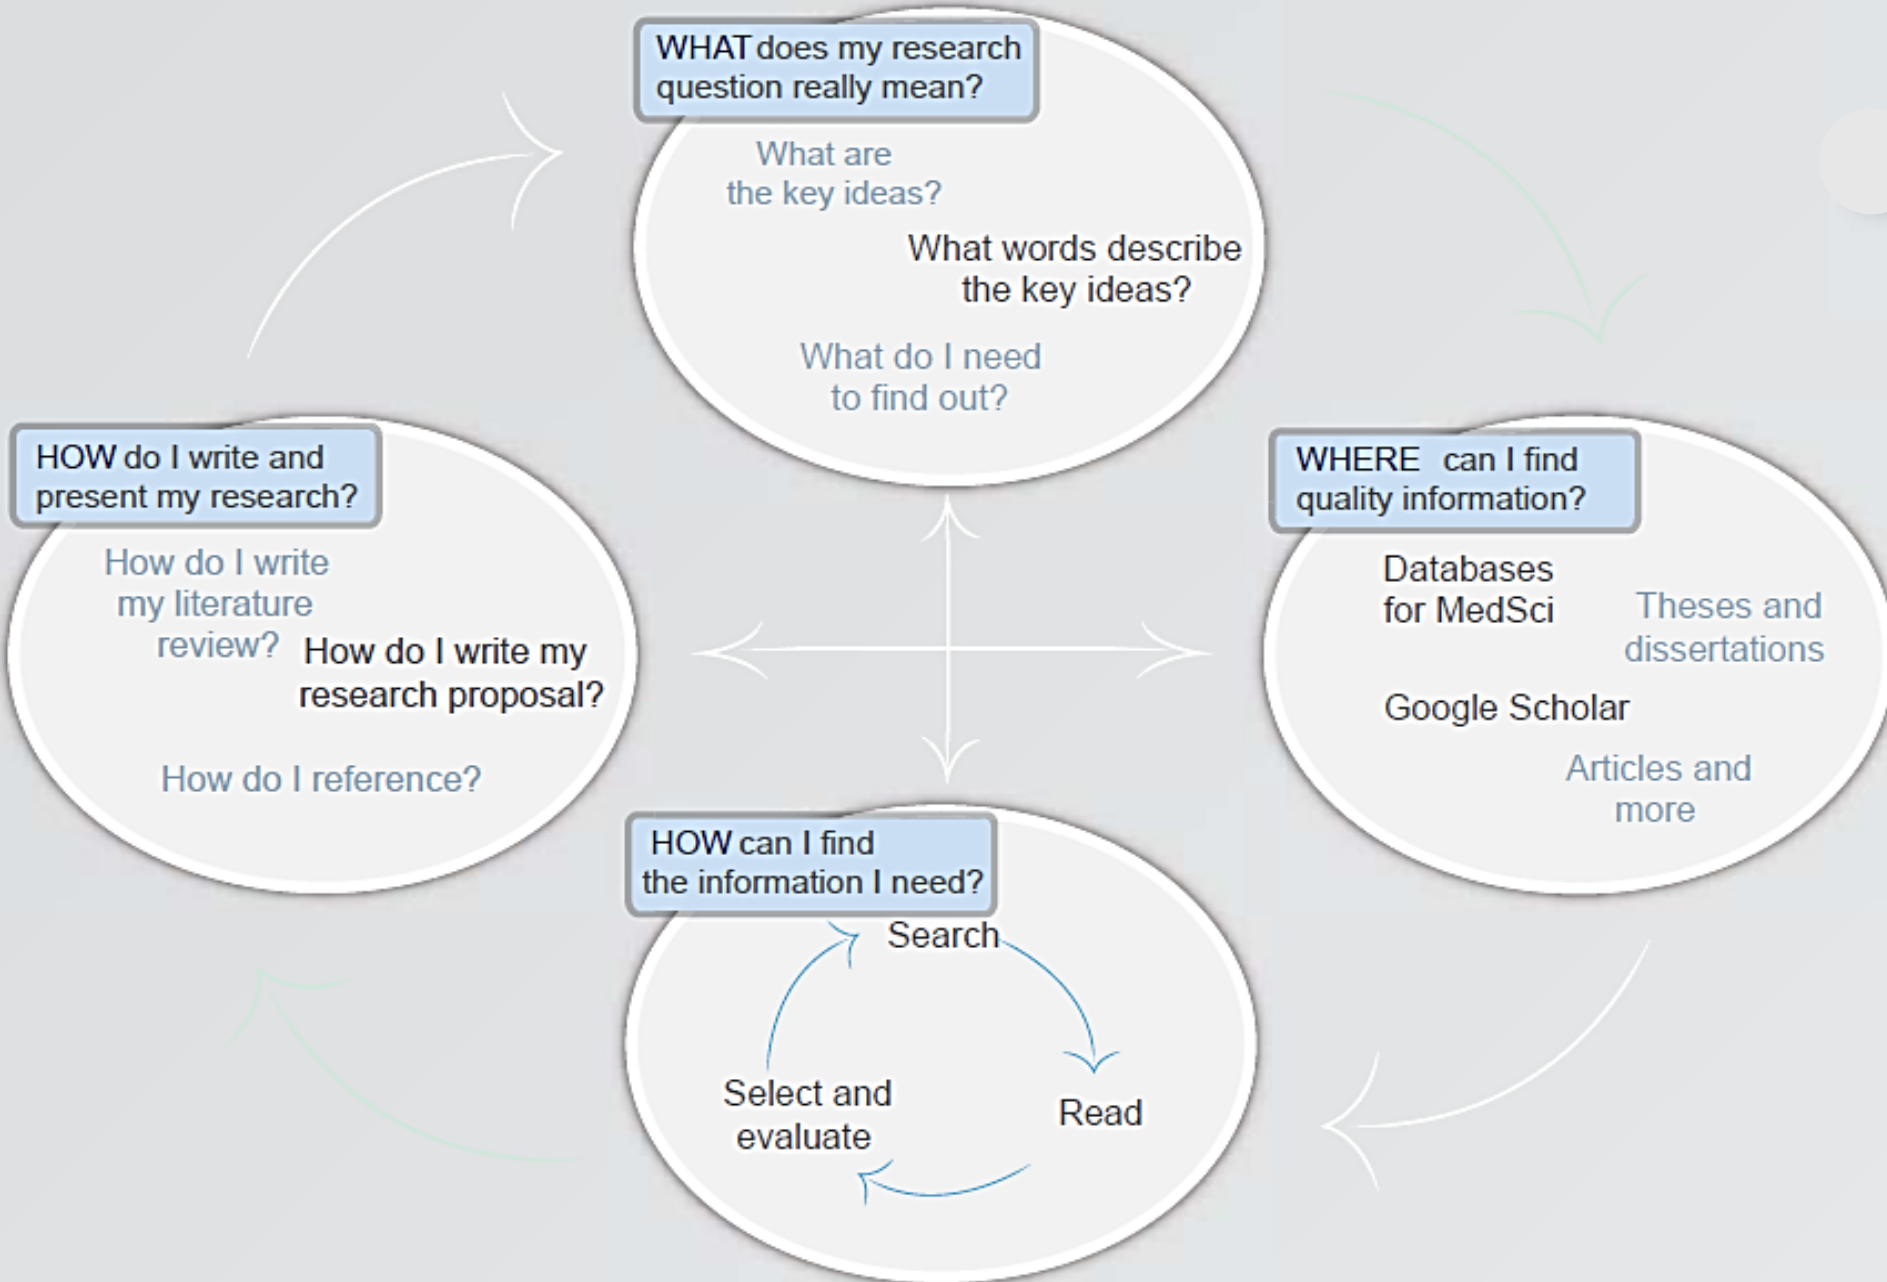 WHAT does my research
question really mean?
What are
the key ideas?
What words describe
the key ideas?
What do I need
to find out?
WHERE can I find
quality information?
Databases
for MedSci
Theses and
dissertations
Google Scholar
Articles and
more
HOW can I find
the information I need?
Search
Read
Select and
evaluate
HOW do I write and
present my research?
How do I write
my literature
review?
How do I write my
research proposal?
How do I reference?